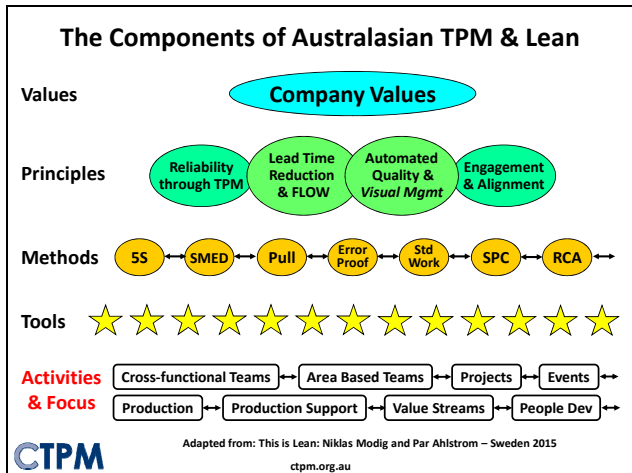 The Components of Australasian TPM & Lean
Values
Company Values
Principles
Reliability
through TPM
Lead Time
Reduction
& FLOW
Automated
Quality &
Visual Mgmt
Engagement
& Alignment
Methods
5S
SMED
Pull
Error
Proof
Std
Work
SPC
RCA
Tools
Activities
& Focus
Cross-functional Teams
Area Based Teams
Projects
Events
Production
Production Support
Value Streams
People Dev
CTPM
Adapted from: This is Lean: Niklas Modig and Par Ahlstrom – Sweden 2015
ctpm.org.au